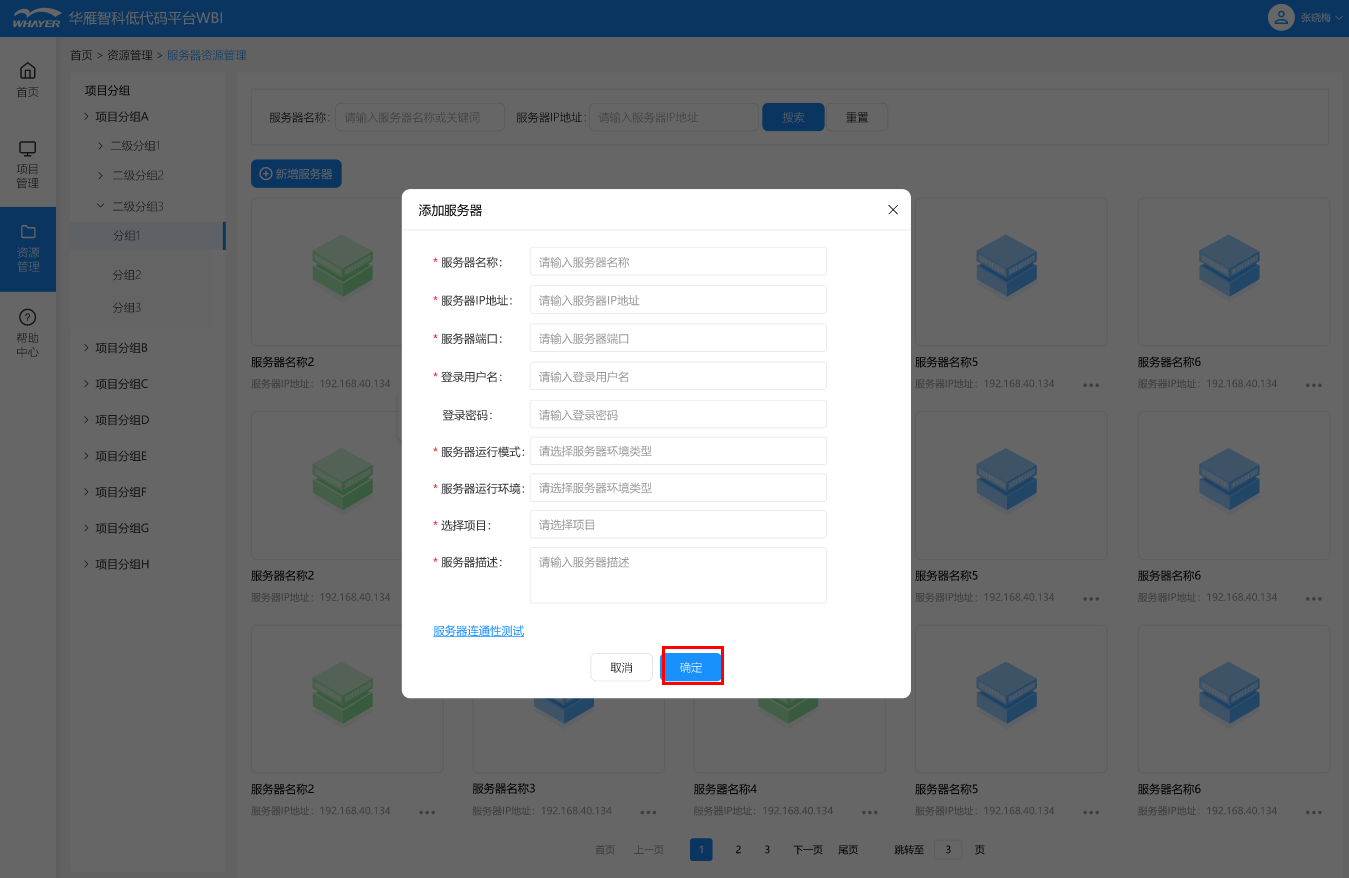 WHAYER 华雁智科低代码平台WBI
张晓梅
首页 > 资源管理 > 服务器资源管理
首页
项目
管理
资源
管理
帮助
中心
项目分组
项目分组A
二级分组1
二级分组2
二级分组3
分组1
分组2
分组3
项目分组B
项目分组C
项目分组D
项目分组E
项目分组F
项目分组G
项目分组H
服务器名称: 请输入服务器名称或关键词 服务器IP地址: 请输入服务器IP地址 搜索 重置
新增服务器
添加服务器
* 服务器名称: 请输入服务器名称
* 服务器IP地址: 请输入服务器IP地址
* 服务器端口: 请输入服务器端口
* 登录用户名: 请输入登录用户名
登录密码: 请输入登录密码
* 服务器运行模式: 请选择服务器环境类型
* 服务器运行环境: 请选择服务器环境类型
* 选择项目: 请选择项目
* 服务器描述: 请输入服务器描述
服务器连通性测试
取消 确定
服务器名称2 服务器名称5 服务器名称6
服务器IP地址: 192.168.40.134 服务器IP地址: 192.168.40.134 服务器IP地址: 192.168.40.134
服务器名称2 服务器名称5 服务器名称6
服务器IP地址: 192.168.40.134 服务器IP地址: 192.168.40.134 服务器IP地址: 192.168.40.134
服务器名称2 服务器名称3 服务器名称4 服务器名称5 服务器名称6
服务器IP地址: 192.168.40.134 服务器IP地址: 192.168.40.134 服务器IP地址: 192.168.40.134 服务器IP地址: 192.168.40.134 服务器IP地址: 192.168.40.134
首页 上一页 1 2 3 下一页 尾页 跳转至 3 页